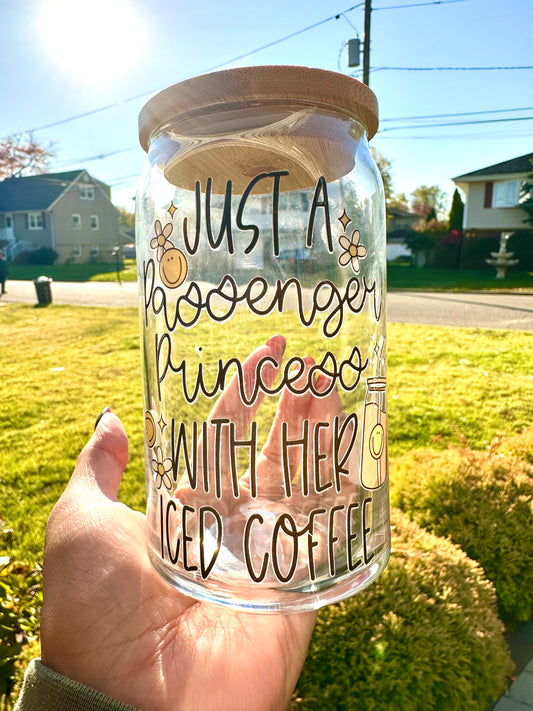 JUST A
Passenger
Princess
WITH HER
ICED COFFEE